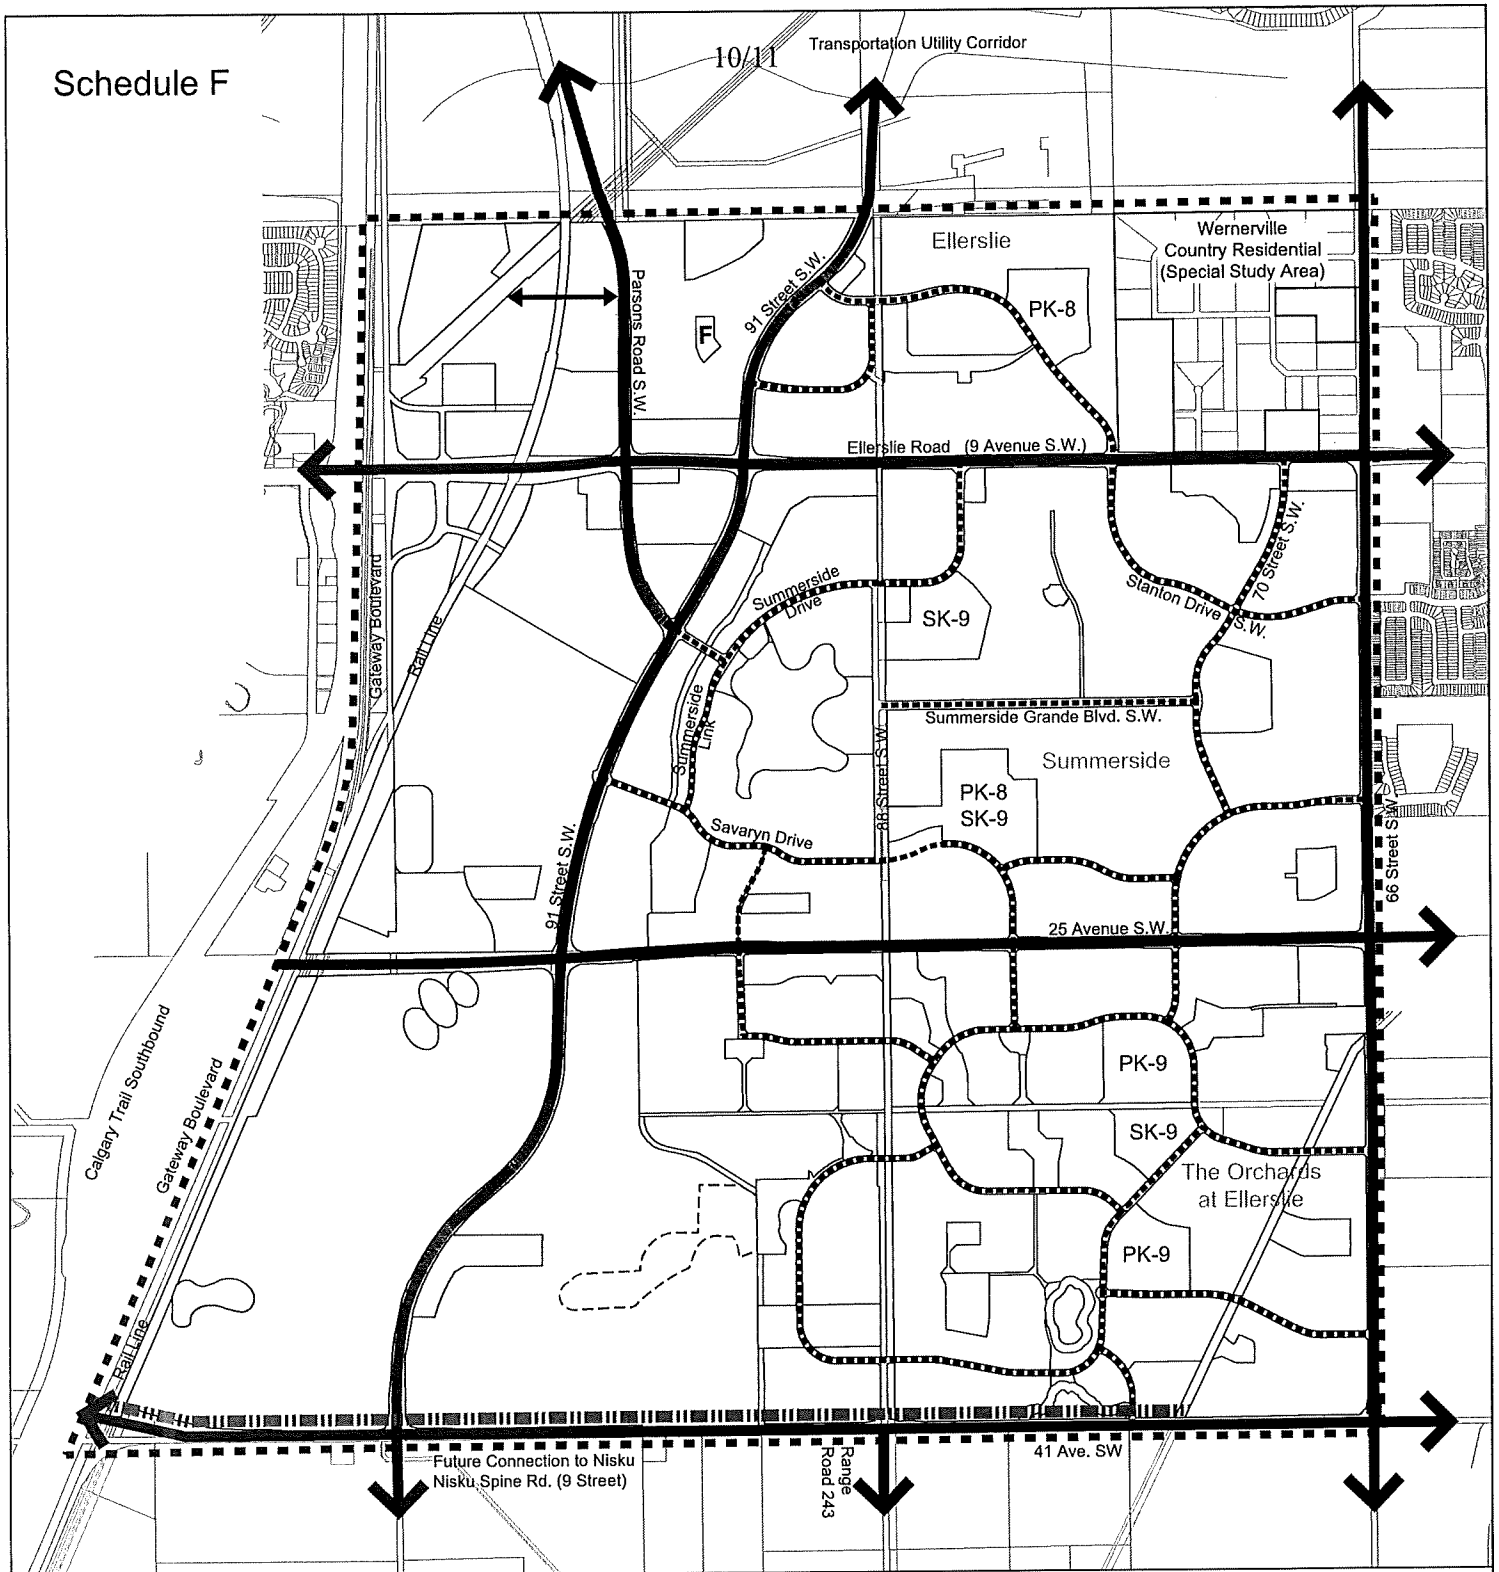 Schedule F
10/11
Transportation Utility Corridor
Ellerslie
Wernerville
Country Residential
(Special Study Area)
91 Street S.W.
Parsons Road S.W.
PK-8
F
Ellerslie Road (9 Avenue S.W.)
Gateway Boulevard
Rail Line
Summerside
Drive
SK-9
70 Street S.W.
Stanton Drive S.W.
Summerside
Link
Summerside Grande Blvd. S.W.
88 Street S.W.
Summerside
PK-8
SK-9
Savaryn Drive
66 Street S.W.
91 Street S.W.
25 Avenue S.W.
Calgary Trail Southbound
Gateway Boulevard
PK-9
SK-9
The Orchards
at Ellerslie
PK-9
Rail Line
Future Connection to Nisku
Nisku Spine Rd. (9 Street)
Range
Road 243
41 Ave. SW